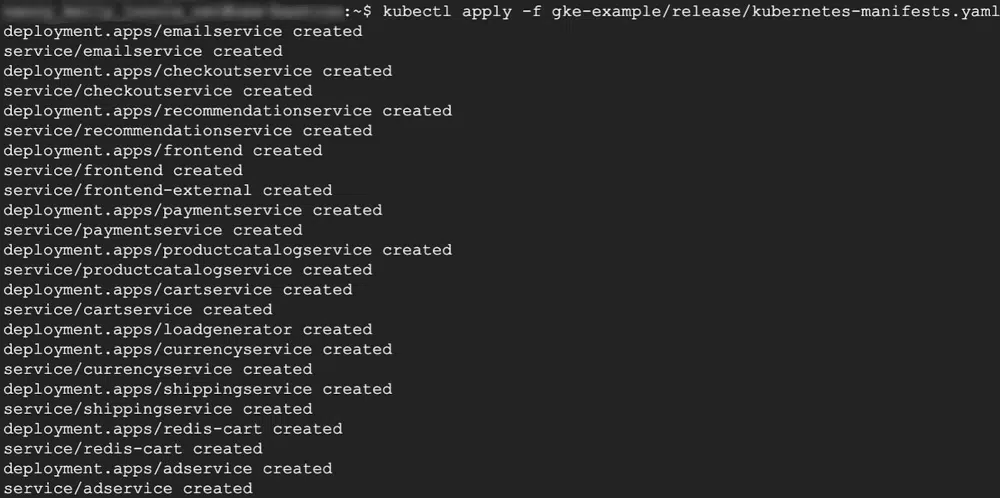 :~$ kubectl apply -f gke-example/release/kubernetes-manifests.yaml
deployment.apps/emailservice created
service/emailservice created
deployment.apps/checkoutservice created
service/checkoutservice created
deployment.apps/recommendationservice created
service/recommendationservice created
deployment.apps/frontend created
service/frontend created
service/frontend-external created
deployment.apps/paymentservice created
service/paymentservice created
deployment.apps/productcatalogservice created
service/productcatalogservice created
deployment.apps/cartservice created
service/cartservice created
deployment.apps/loadgenerator created
deployment.apps/currencyservice created
service/currencyservice created
deployment.apps/shippingservice created
service/shippingservice created
deployment.apps/redis-cart created
service/redis-cart created
deployment.apps/adservice created
service/adservice created